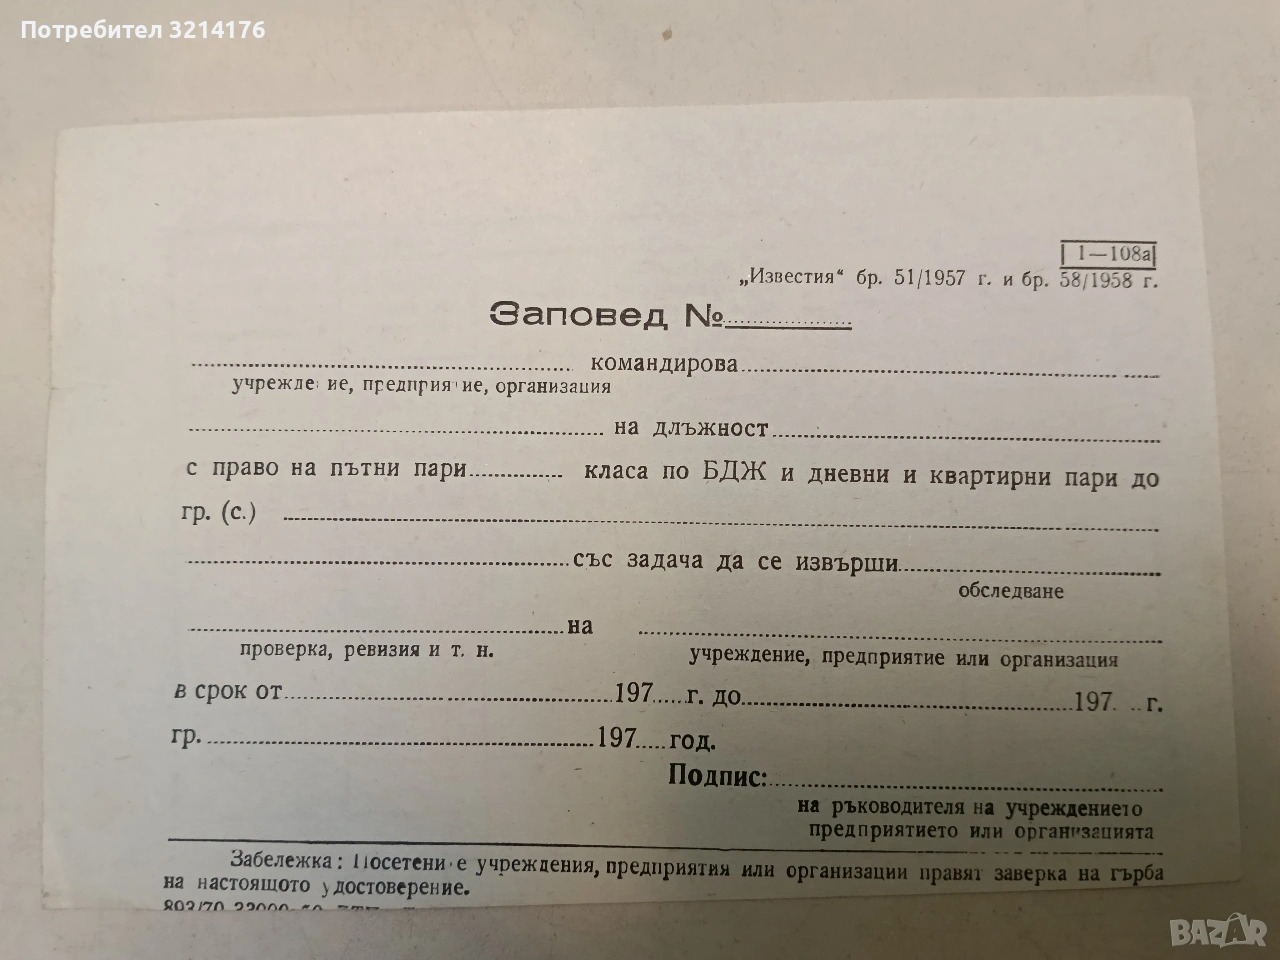 Потребител 3214176
I—108а
„Известия“ бр. 51/1957 г. и бр. 58/1958 г.
Заповед №....................
.................... командирова....................
учреждение, предприятие, организация
.................... на длъжност....................
с право на пътни пари............ класа по БДЖ и дневни и квартирни пари до
гр. (с.) ....................
....................със задача да се извърши....................
обследване
....................на ....................
проверка, ревизия и т. н. учреждение, предприятие или организация
в срок от....................197.....г. до....................197. ..г.
гр.....................197.....год.
Подпис:....................
на ръководителя на учреждението
предприятието или организацията
Забележка: Посетените учреждения, предприятия или организации правят заверка на гърба
на настоящото удостоверение.
BAZAR